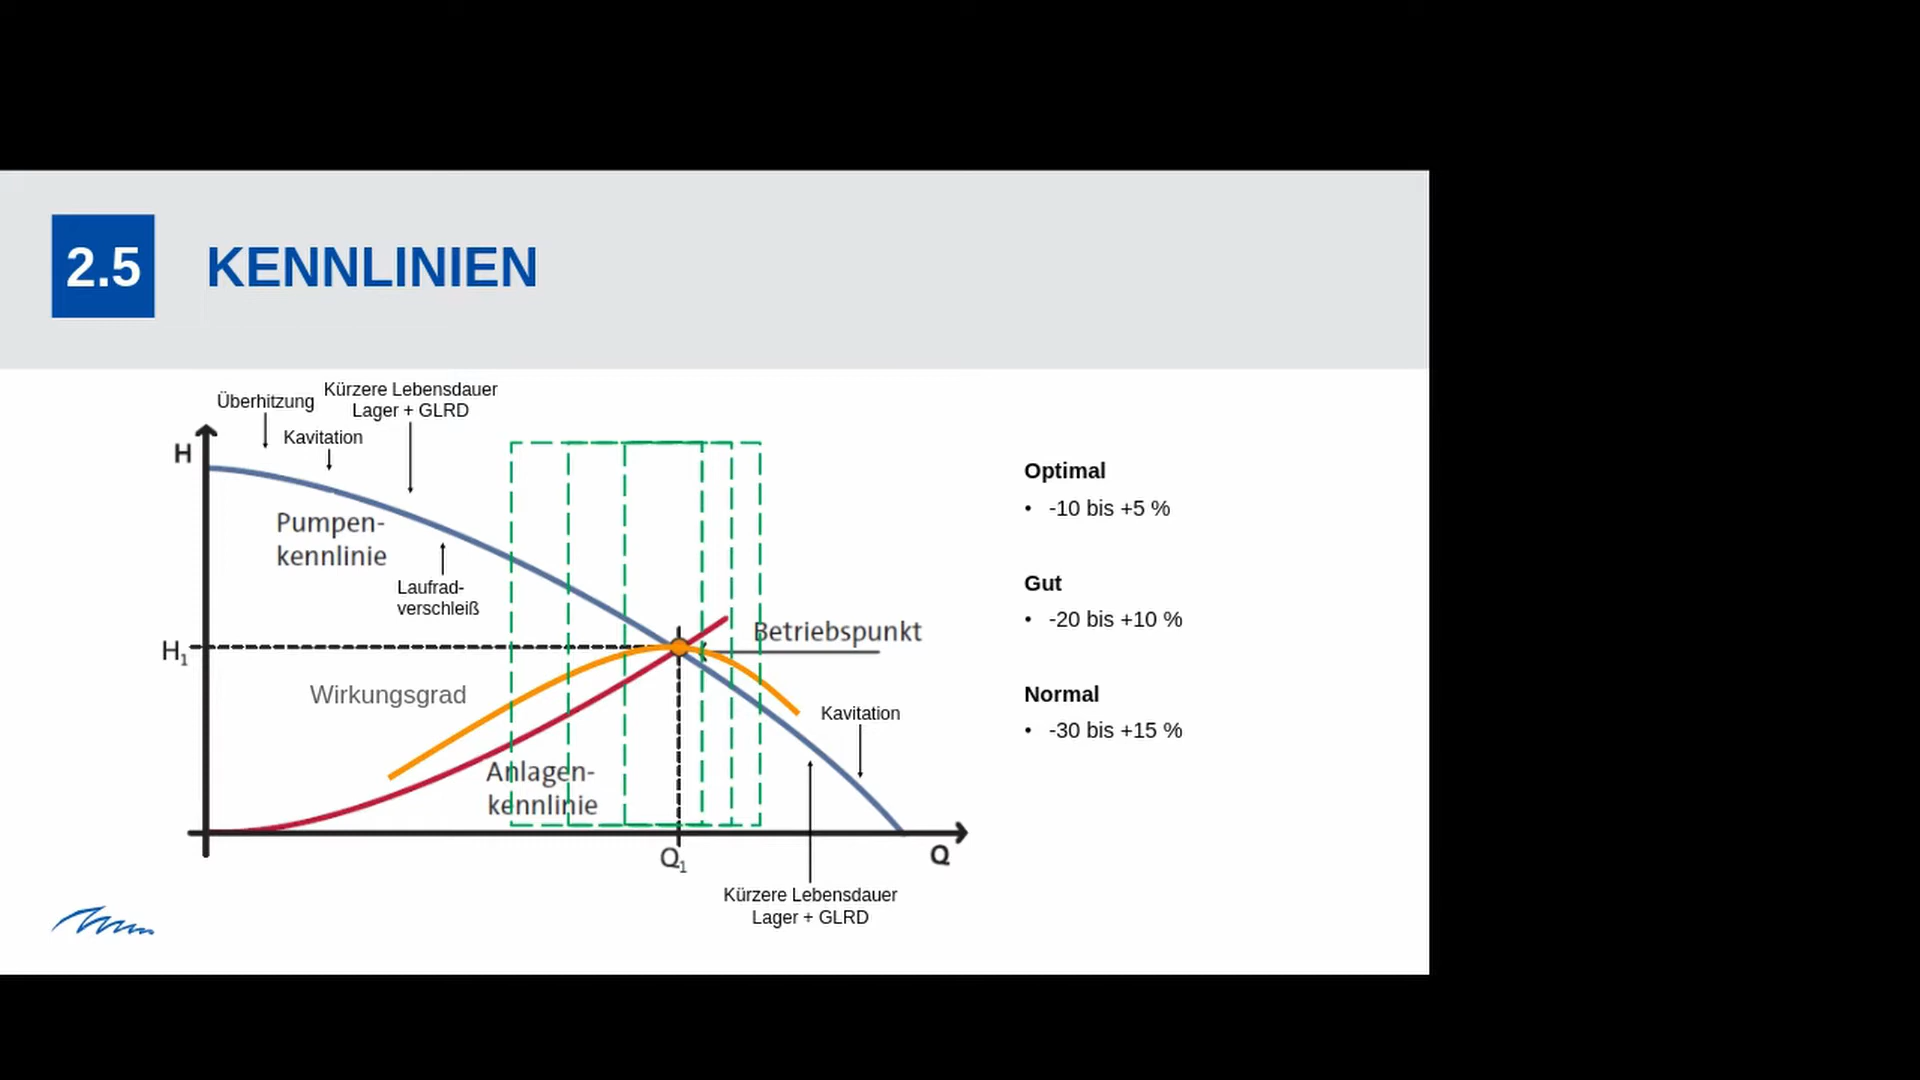 2.5 KENNLINIEN
Überhitzung
Kürzere Lebensdauer
Lager + GLRD
Kavitation
H
Pumpen-
kennlinie
Laufrad-
verschleiß
Betriebspunkt
H1
Wirkungsgrad
Kavitation
Anlagen-
kennlinie
Q1
Q
Kürzere Lebensdauer
Lager + GLRD
Optimal
• -10 bis +5 %
Gut
• -20 bis +10 %
Normal
• -30 bis +15 %